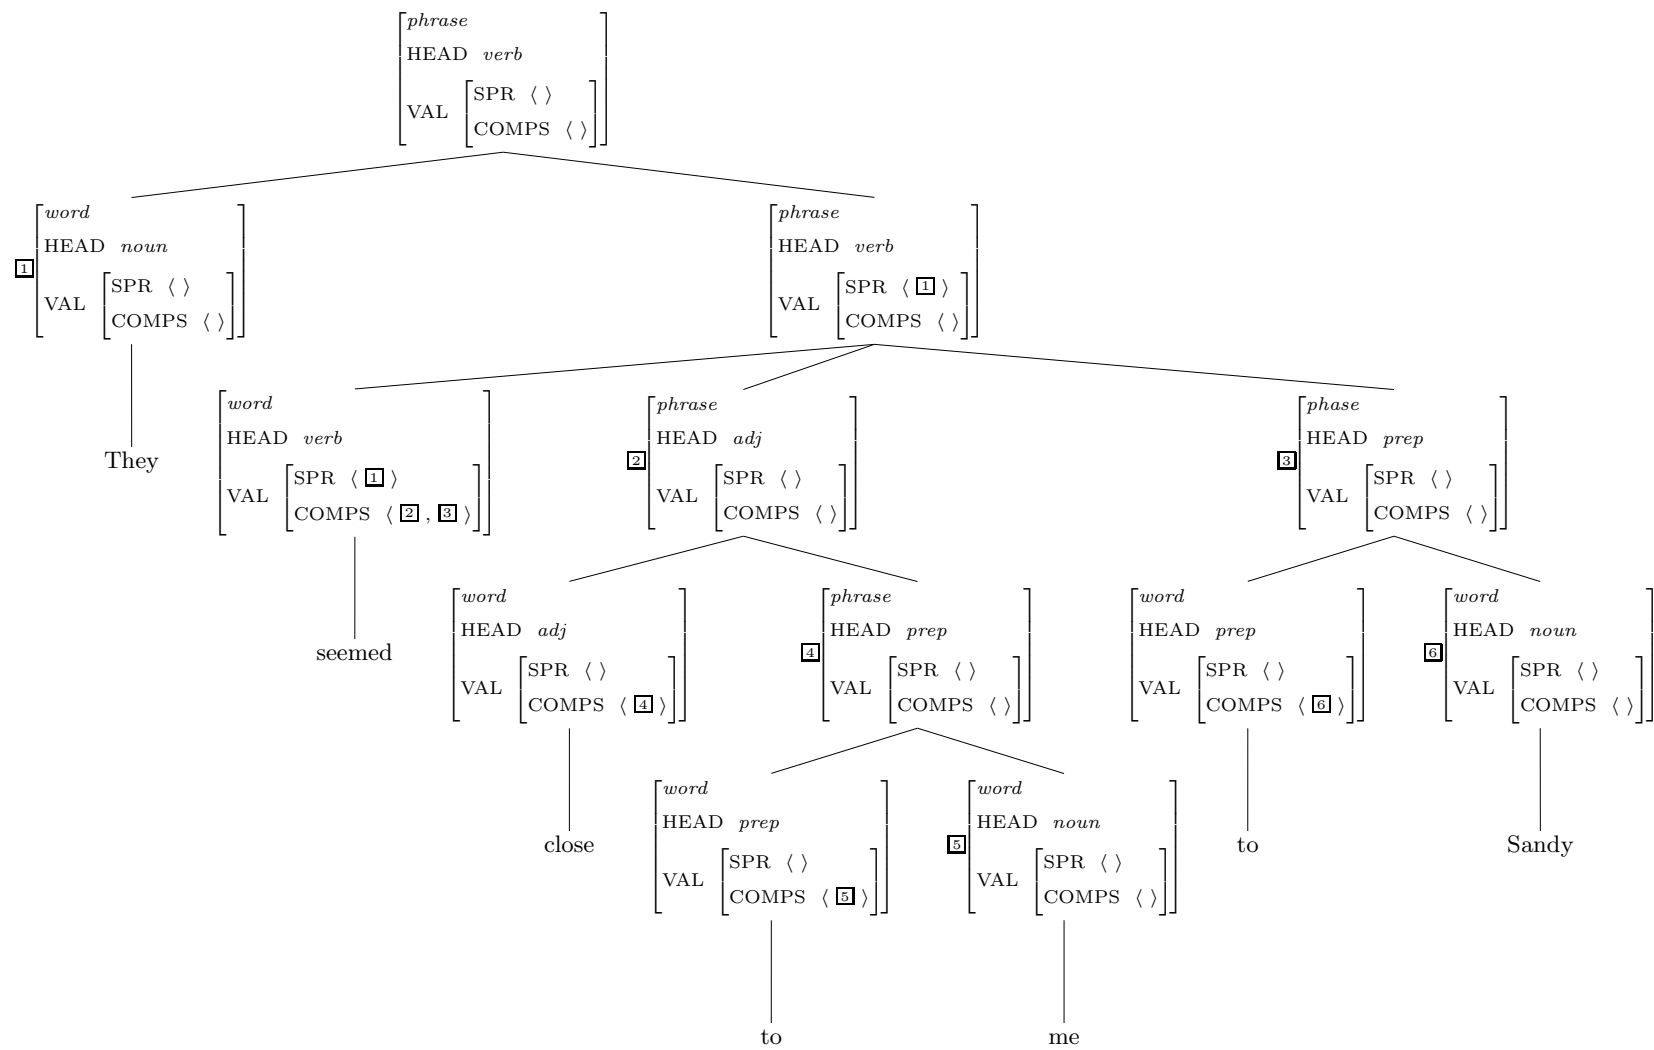 phrase
HEAD verb
VAL [SPR ⟨ ⟩
COMPS ⟨ ⟩]
1 [word
HEAD noun
VAL [SPR ⟨ ⟩
COMPS ⟨ ⟩]]
They
[phrase
HEAD verb
VAL [SPR ⟨ 1 ⟩
COMPS ⟨ ⟩]]
[word
HEAD verb
VAL [SPR ⟨ 1 ⟩
COMPS ⟨ 2 , 3 ⟩]]
seemed
2 [phrase
HEAD adj
VAL [SPR ⟨ ⟩
COMPS ⟨ ⟩]]
[word
HEAD adj
VAL [SPR ⟨ ⟩
COMPS ⟨ 4 ⟩]]
close
4 [phrase
HEAD prep
VAL [SPR ⟨ ⟩
COMPS ⟨ ⟩]]
[word
HEAD prep
VAL [SPR ⟨ ⟩
COMPS ⟨ 5 ⟩]]
to
5 [word
HEAD noun
VAL [SPR ⟨ ⟩
COMPS ⟨ ⟩]]
me
3 [phase
HEAD prep
VAL [SPR ⟨ ⟩
COMPS ⟨ ⟩]]
[word
HEAD prep
VAL [SPR ⟨ ⟩
COMPS ⟨ 6 ⟩]]
to
6 [word
HEAD noun
VAL [SPR ⟨ ⟩
COMPS ⟨ ⟩]]
Sandy